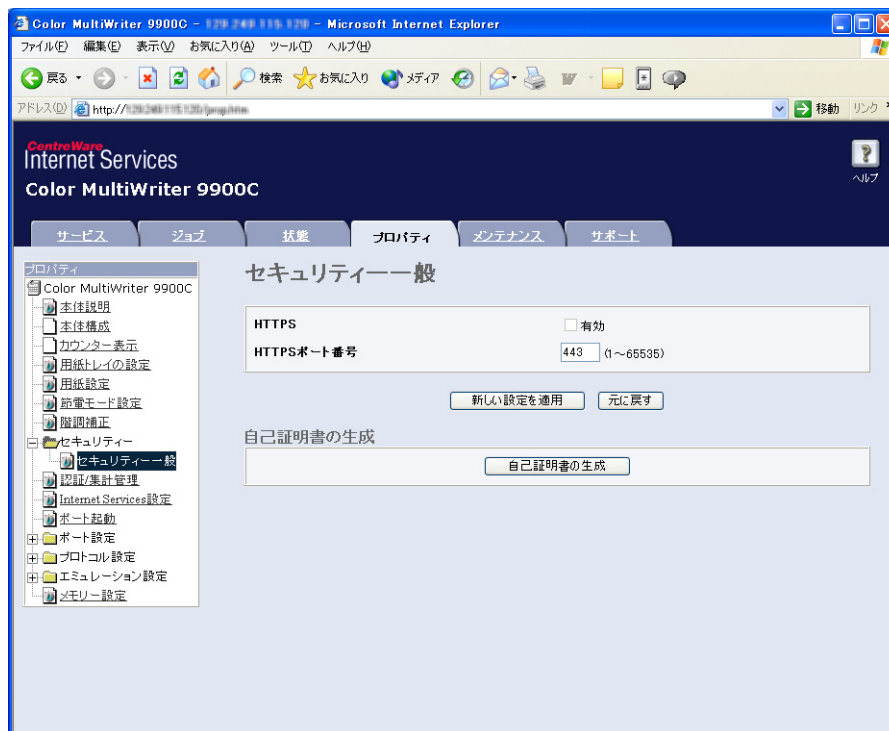 Color MultiWriter 9900C - - Microsoft Internet Explorer
ファイル(F) 編集(E) 表示(V) お気に入り(A) ツール(T) ヘルプ(H)
戻る 検索 お気に入り メディア
アドレス(D) http:// 移動 リンク
CentreWare
Internet Services
Color MultiWriter 9900C
ヘルプ
サービス ジョブ 状態 プロパティ メンテナンス サポート
プロパティ
Color MultiWriter 9900C
本体説明
本体構成
カウンター表示
用紙トレイの設定
用紙設定
節電モード設定
階調補正
セキュリティー
セキュリティー一般
認証/集計管理
Internet Services設定
ポート起動
ポート設定
プロトコル設定
エミュレーション設定
メモリー設定
セキュリティー一般
HTTPS 有効
HTTPSポート番号 443 (1~65535)
新しい設定を適用 元に戻す
自己証明書の生成
自己証明書の生成